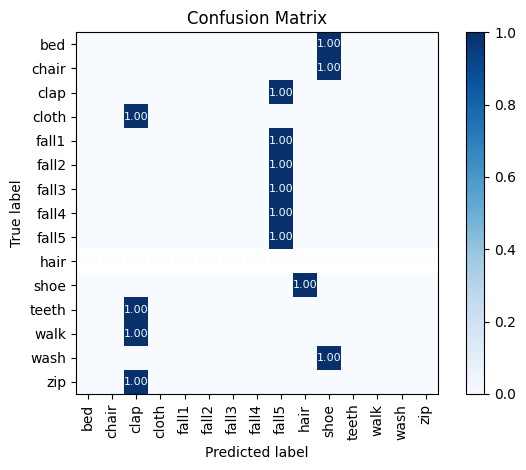 Confusion Matrix
True label
bed 1.00
chair 1.00
clap 1.00
cloth 1.00
fall1 1.00
fall2 1.00
fall3 1.00
fall4 1.00
fall5 1.00
hair
shoe 1.00
teeth 1.00
walk 1.00
wash 1.00
zip 1.00
bed chair clap cloth fall1 fall2 fall3 fall4 fall5 hair shoe teeth walk wash zip
Predicted label
1.0
0.8
0.6
0.4
0.2
0.0